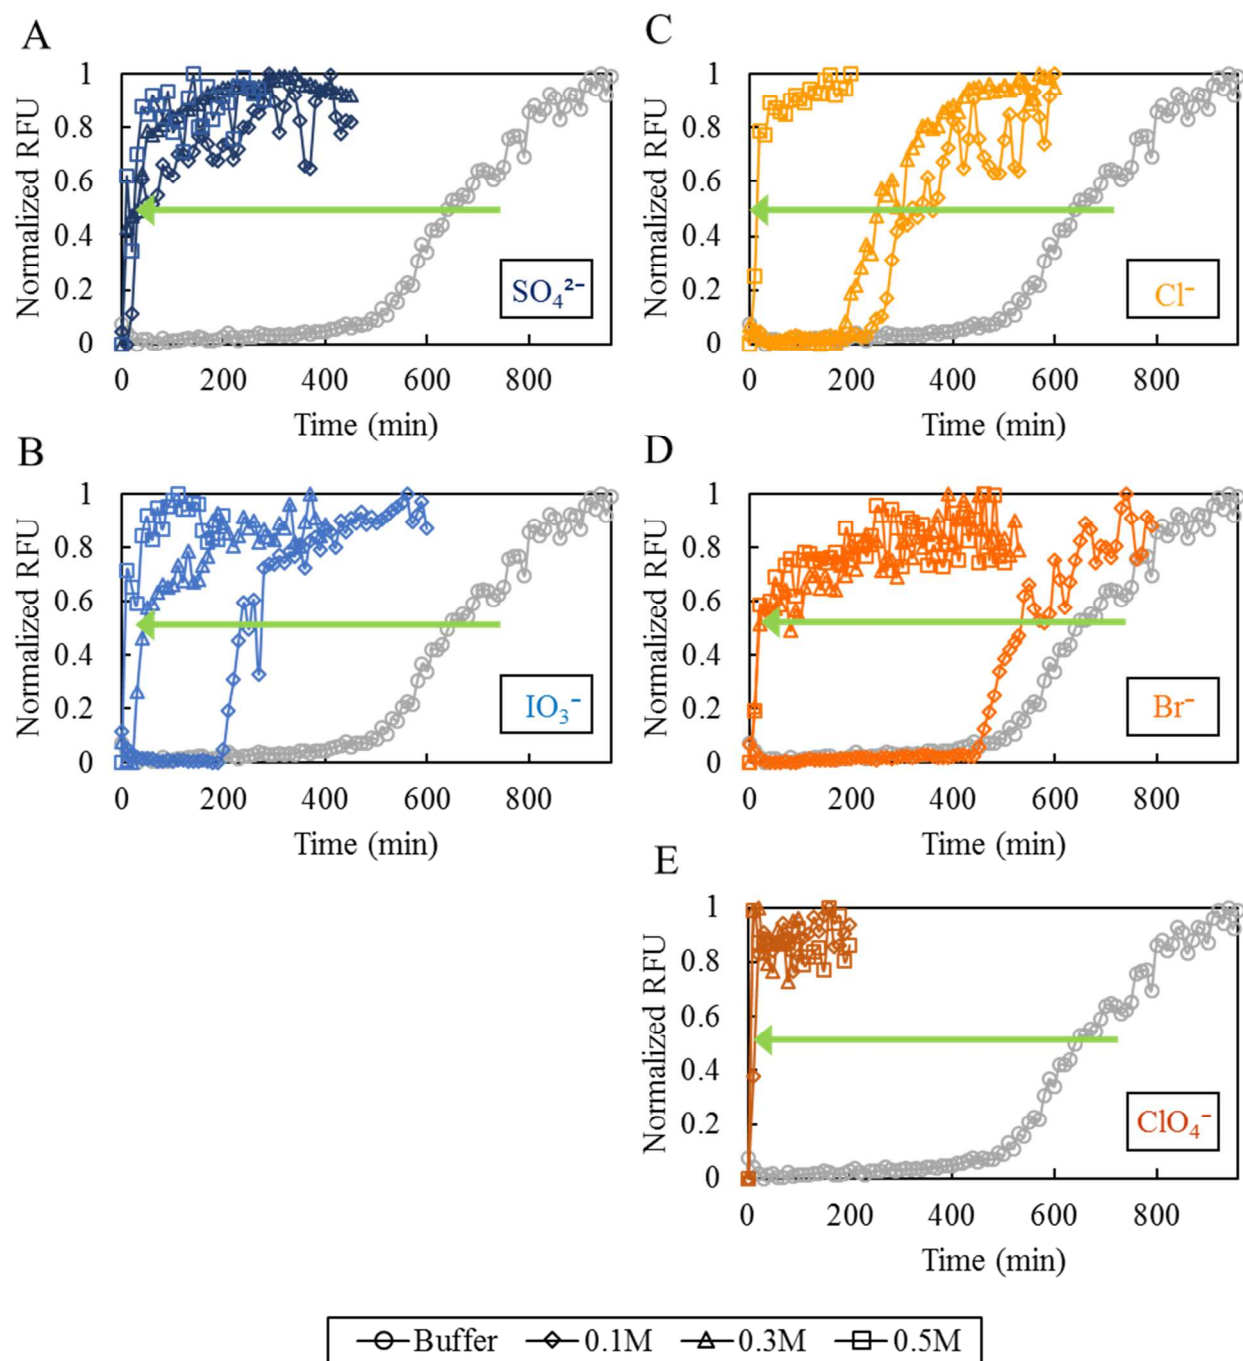 A
Normalized RFU
1
0.8
0.6
0.4
0.2
0
SO₄²⁻
0 200 400 600 800
Time (min)
C
Normalized RFU
1
0.8
0.6
0.4
0.2
0
Cl⁻
0 200 400 600 800
Time (min)
B
Normalized RFU
1
0.8
0.6
0.4
0.2
0
IO₃⁻
0 200 400 600 800
Time (min)
D
Normalized RFU
1
0.8
0.6
0.4
0.2
0
Br⁻
0 200 400 600 800
Time (min)
E
Normalized RFU
1
0.8
0.6
0.4
0.2
0
ClO₄⁻
0 200 400 600 800
Time (min)
Buffer 0.1M 0.3M 0.5M